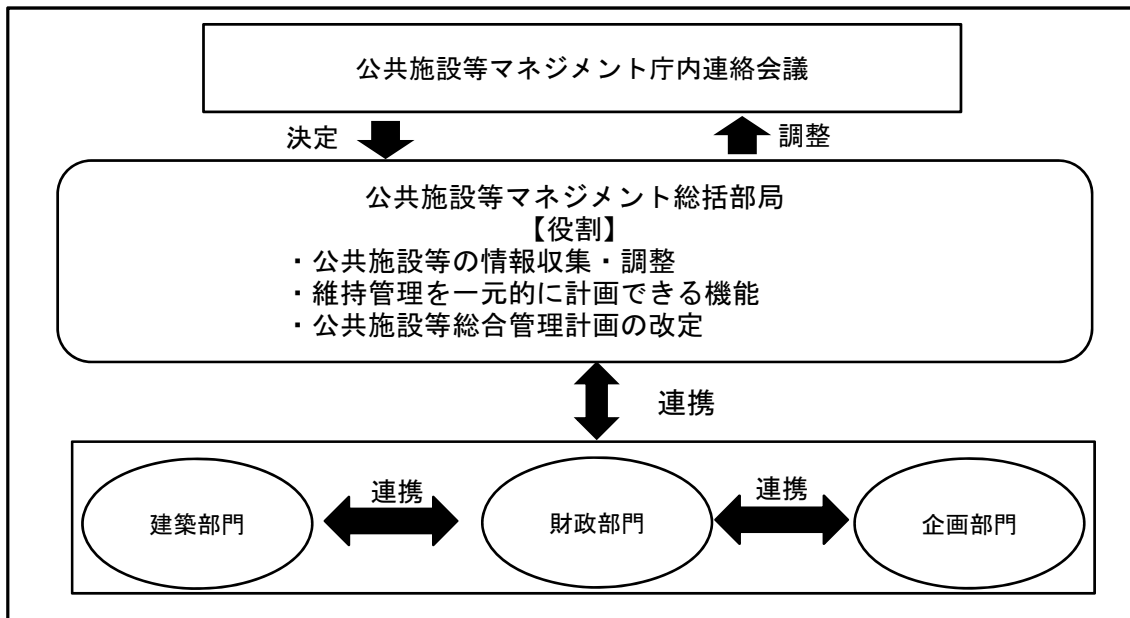 公共施設等マネジメント庁内連絡会議
決定
調整
公共施設等マネジメント総括部局
【役割】
・公共施設等の情報収集・調整
・維持管理を一元的に計画できる機能
・公共施設等総合管理計画の改定
連携
連携
連携
建築部門
財政部門
企画部門